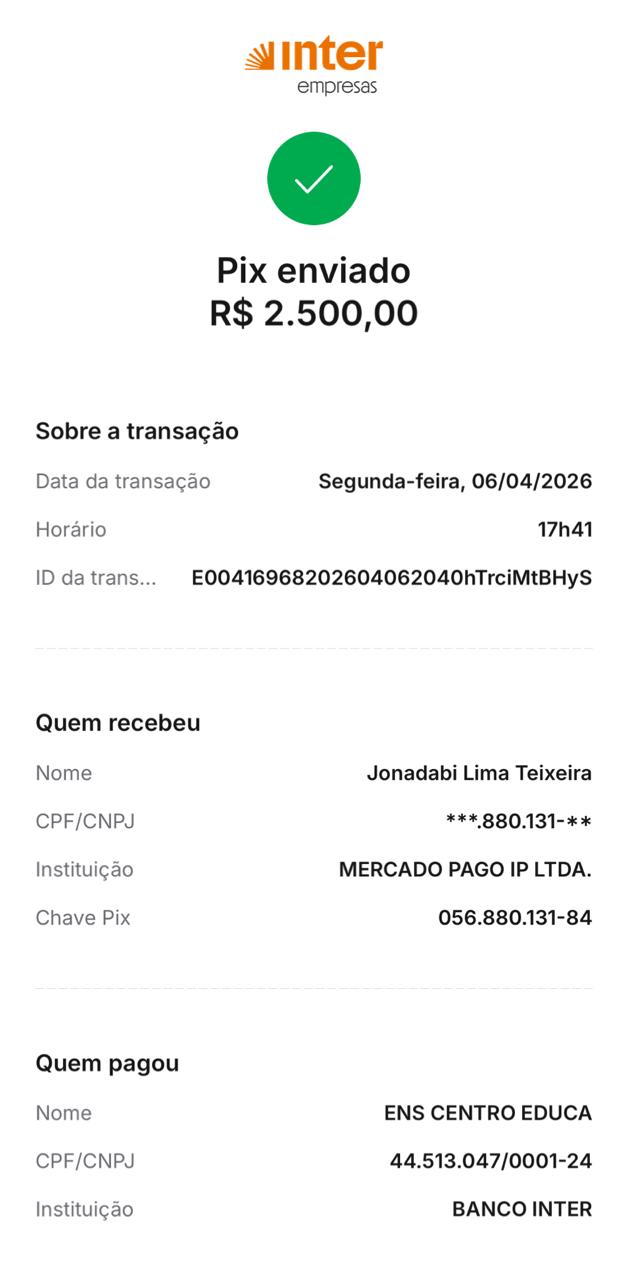 inter
empresas
Pix enviado
R$ 2.500,00
Sobre a transação
Data da transação Segunda-feira, 06/04/2026
Horário 17h41
ID da trans... E00416968202604062040hTrciMtBHyS
Quem recebeu
Nome Jonadabi Lima Teixeira
CPF/CNPJ ***.880.131-**
Instituição MERCADO PAGO IP LTDA.
Chave Pix 056.880.131-84
Quem pagou
Nome ENS CENTRO EDUCA
CPF/CNPJ 44.513.047/0001-24
Instituição BANCO INTER